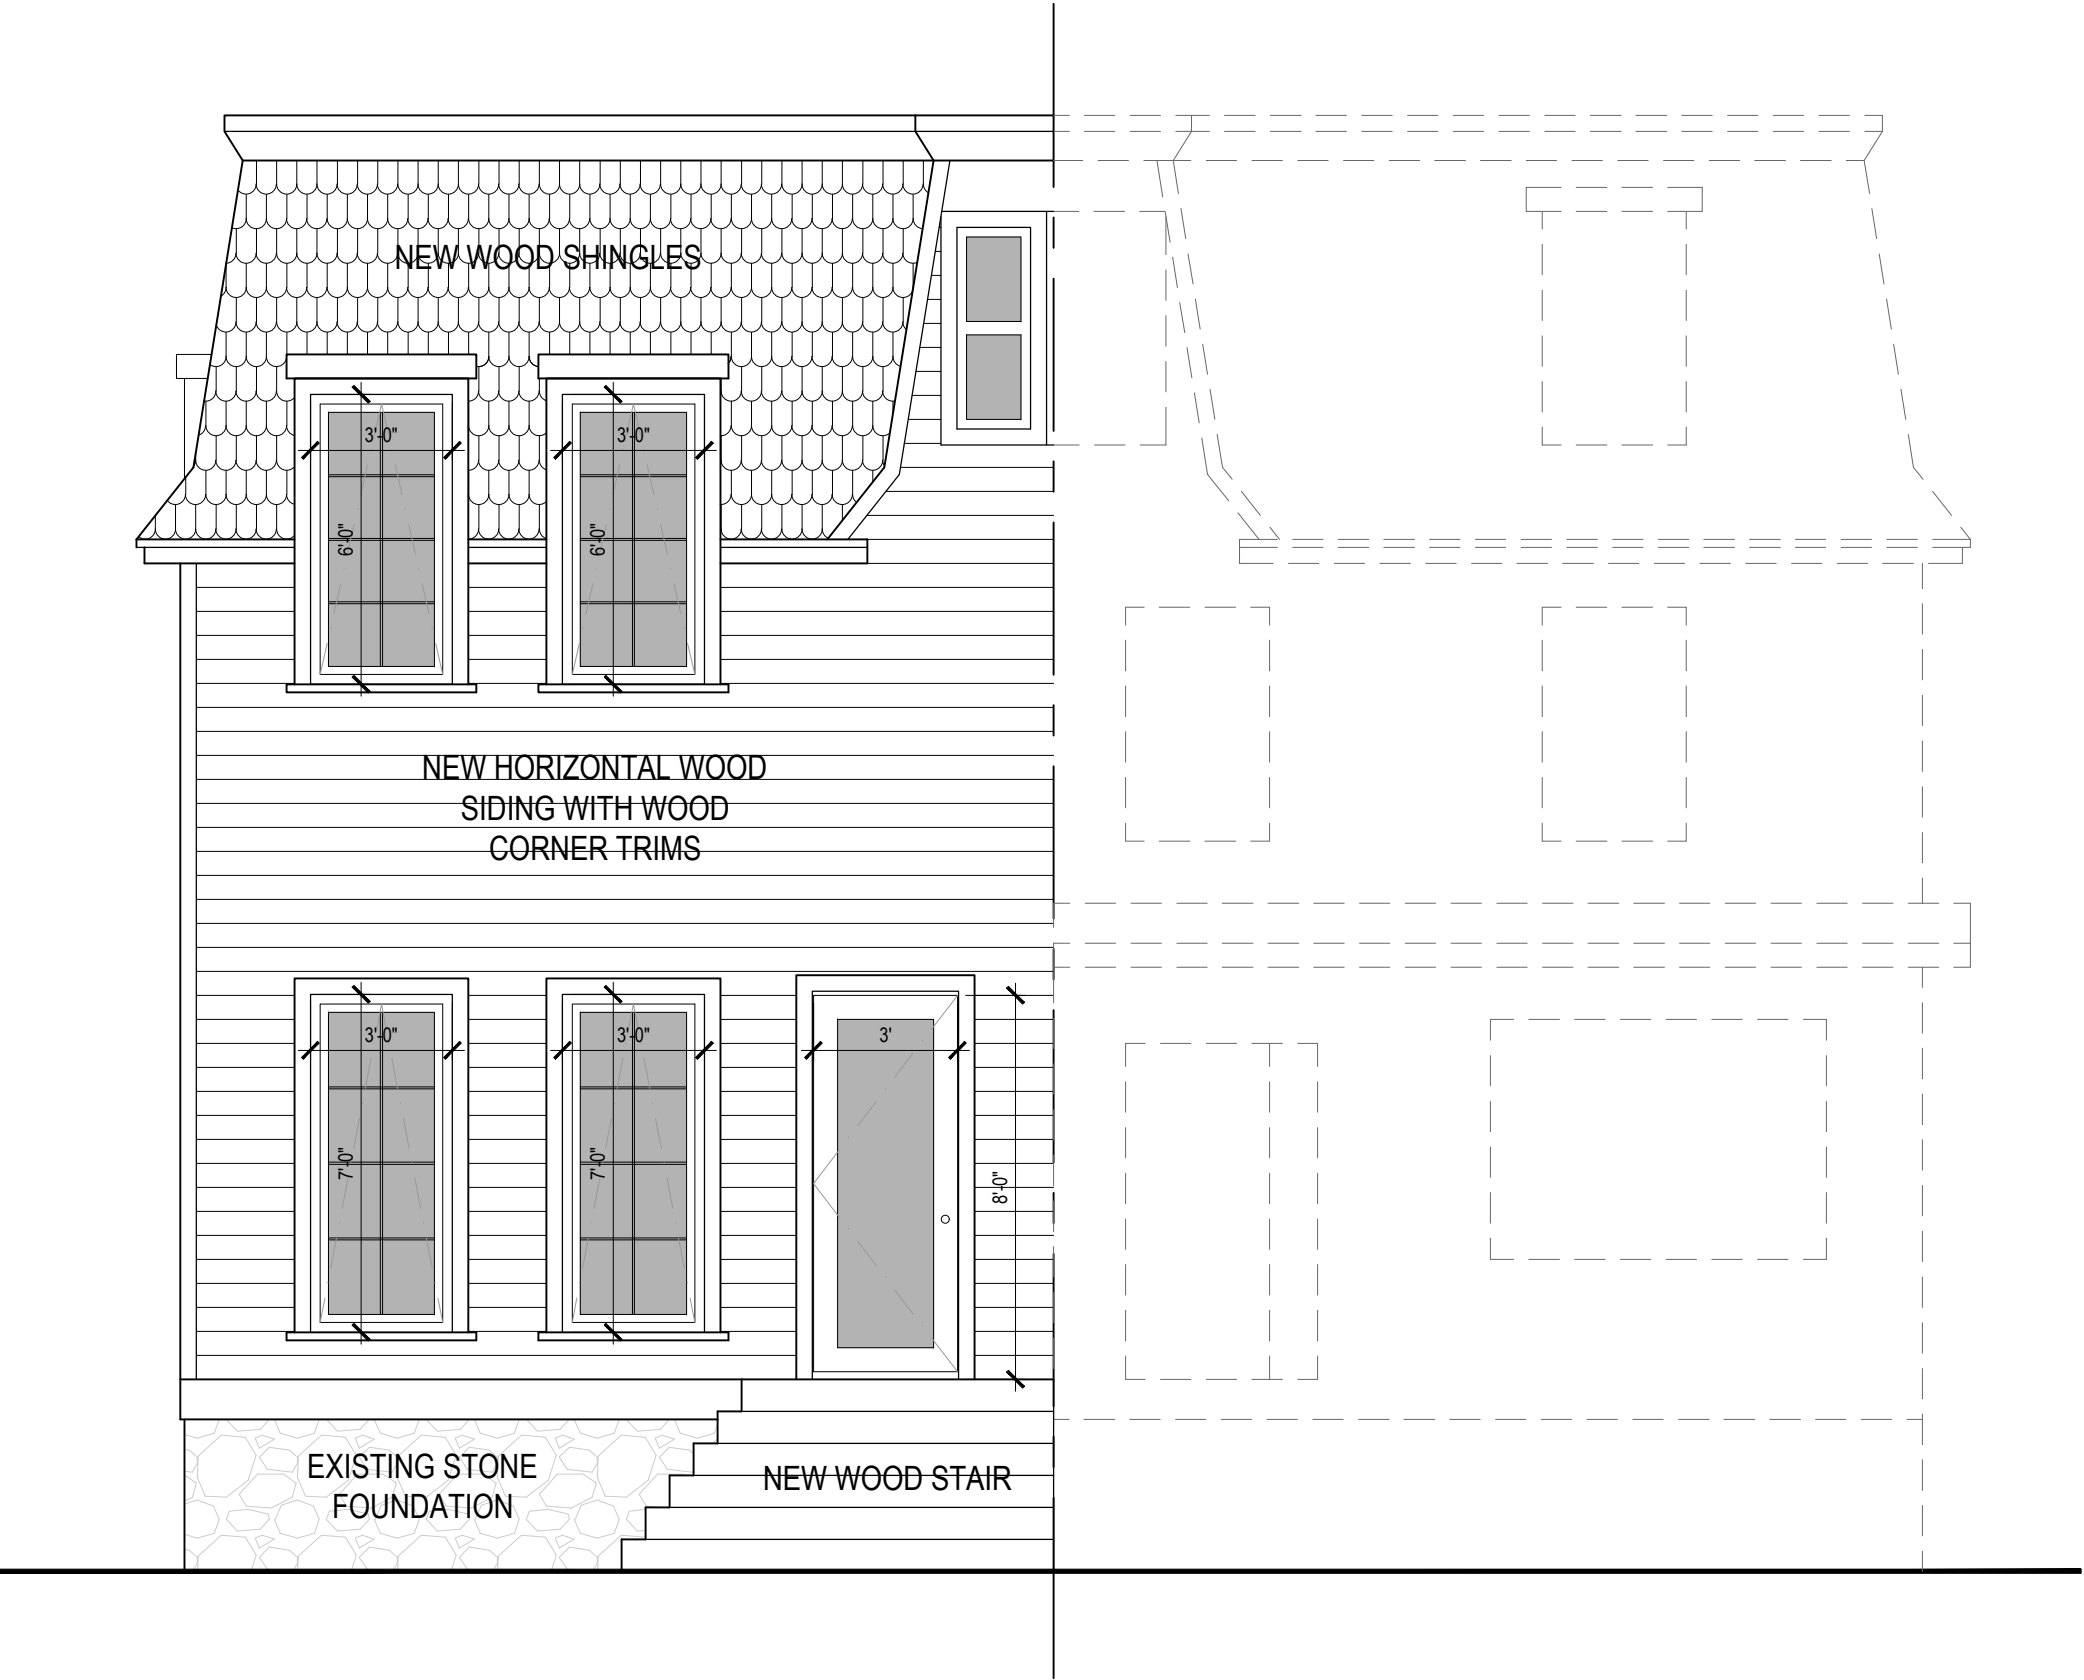 NEW WOOD SHINGLES
3'-0"
3'-0"
6'-0"
6'-0"
NEW HORIZONTAL WOOD
SIDING WITH WOOD
CORNER TRIMS
3'-0"
3'-0"
3'
7'-0"
7'-0"
8'-0"
EXISTING STONE
FOUNDATION
NEW WOOD STAIR